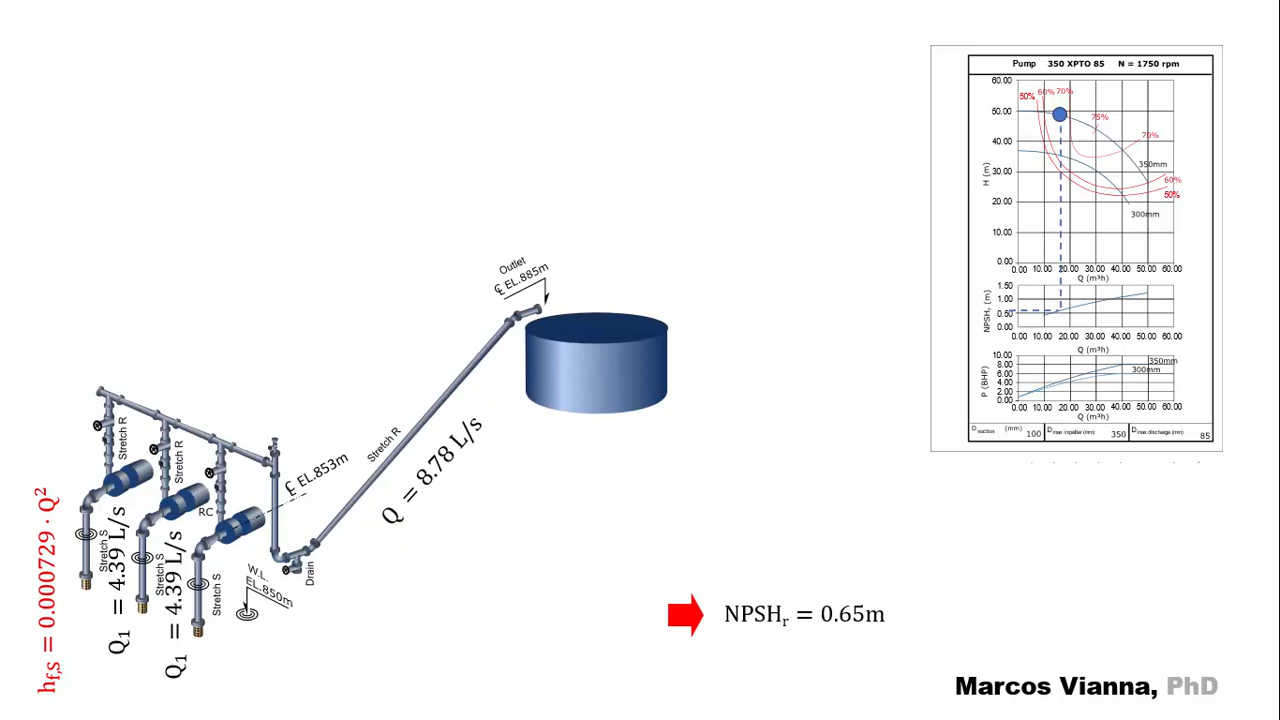 Pump 350 XPTO 85 N = 1750 rpm
60.00
50.00
40.00
30.00
20.00
10.00
0.00
H (m)
50% 60% 70%
75%
70%
350mm
60%
50%
300mm
0.00 10.00 20.00 30.00 40.00 50.00 60.00
Q (m³h)
1.50
1.00
0.50
0.00
NPSHr (m)
0.00 10.00 20.00 30.00 40.00 50.00 60.00
Q (m³h)
10.00
8.00
6.00
4.00
2.00
0.00
P (BHP)
350mm
300mm
0.00 10.00 20.00 30.00 40.00 50.00 60.00
Q (m³h)
Dsuction (mm) 100 Dmax impeller (mm) 350 Dmax discharge (mm) 85
Outlet
℄ EL.885m
Stretch R
Q = 8.78 L/s
℄ EL.853m
Stretch R
Stretch R
RC
Stretch S
Stretch S
Stretch S
W.L.
EL.850m
Drain
hf,S = 0.000729 · Q²
Q₁ = 4.39 L/s
Q₁ = 4.39 L/s
NPSHr = 0.65m
Marcos Vianna, PhD